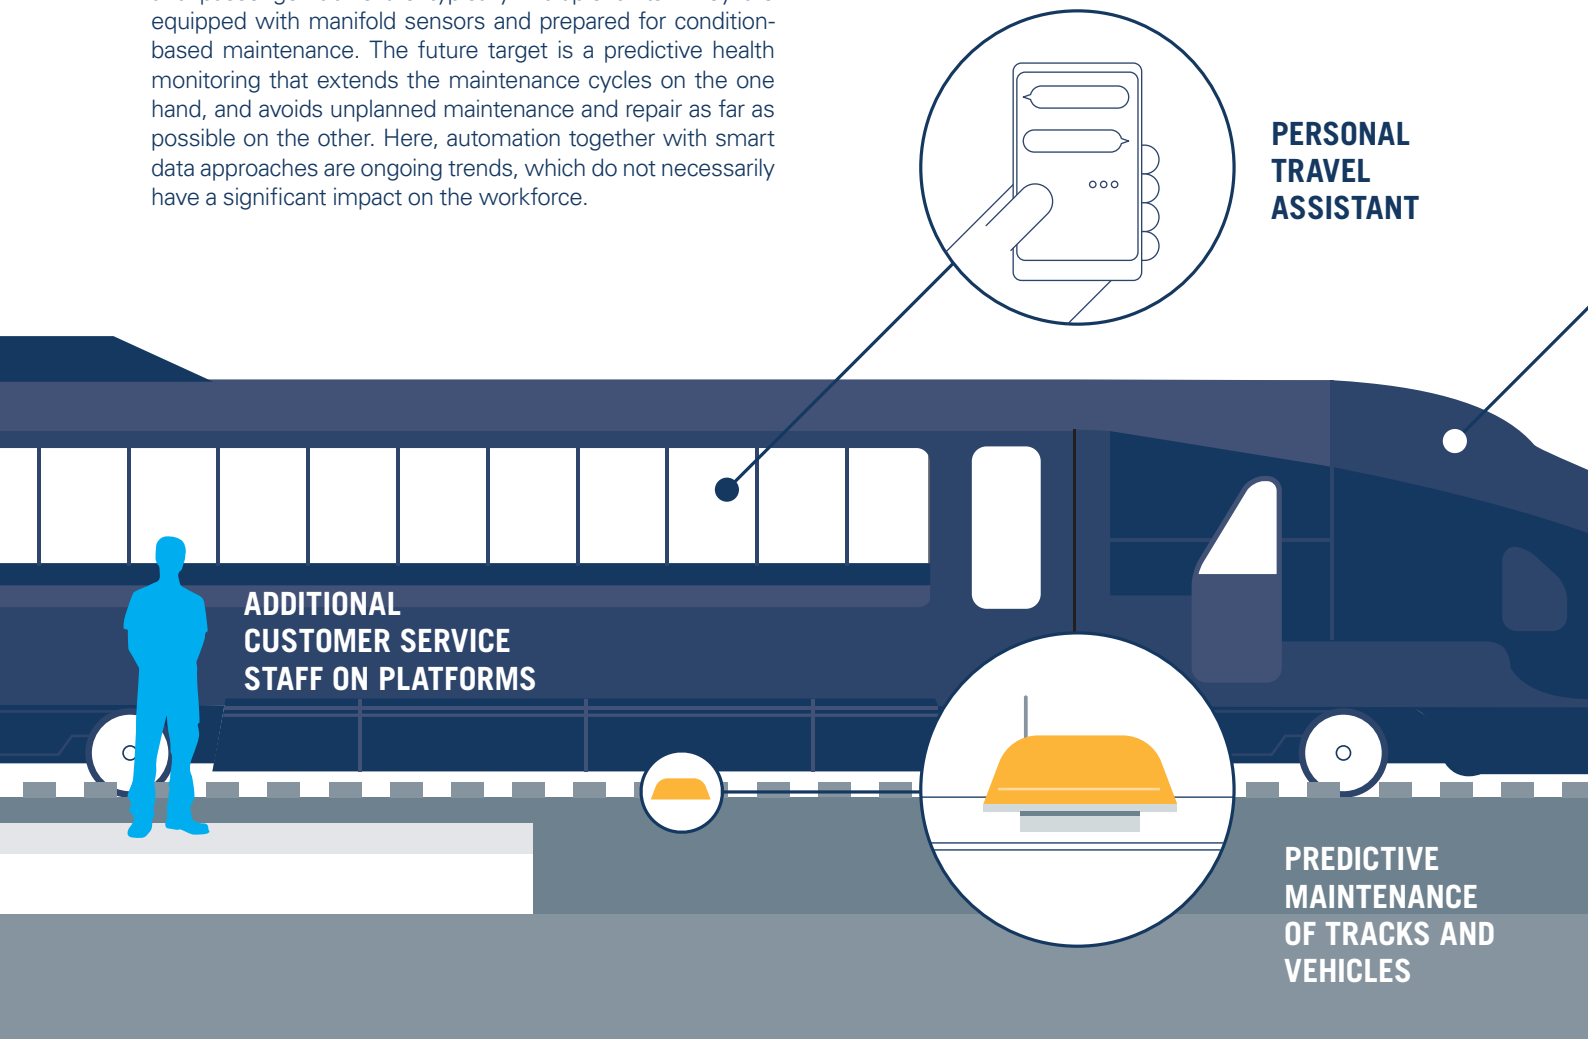 equipped with manifold sensors and prepared for condition-
based maintenance. The future target is a predictive health
monitoring that extends the maintenance cycles on the one
hand, and avoids unplanned maintenance and repair as far as
possible on the other. Here, automation together with smart
data approaches are ongoing trends, which do not necessarily
have a significant impact on the workforce.
PERSONAL
TRAVEL
ASSISTANT
ADDITIONAL
CUSTOMER SERVICE
STAFF ON PLATFORMS
PREDICTIVE
MAINTENANCE
OF TRACKS AND
VEHICLES